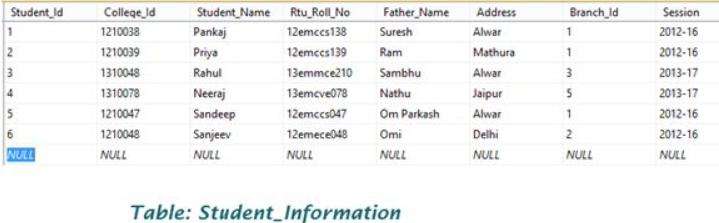 Student_Id College_Id Student_Name Rtu_Roll_No Father_Name Address Branch_Id Session
1 1210038 Pankaj 12emccs138 Suresh Alwar 1 2012-16
2 1210039 Priya 12emccs139 Ram Mathura 1 2012-16
3 1310048 Rahul 13emmce210 Sambhu Alwar 3 2013-17
4 1310078 Neeraj 13emcve078 Nathu Jaipur 5 2013-17
5 1210047 Sandeep 12emccs047 Om Parkash Alwar 1 2012-16
6 1210048 Sanjeev 12emece048 Omi Delhi 2 2012-16
NULL NULL NULL NULL NULL NULL NULL NULL
Table: Student_Information